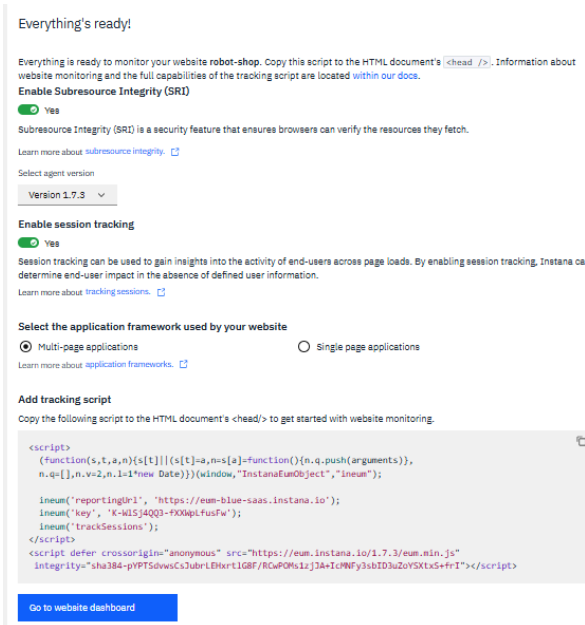 Everything's ready!
Everything is ready to monitor your website robot-shop. Copy this script to the HTML document's <head />. Information about
website monitoring and the full capabilities of the tracking script are located within our docs.
Enable Subresource Integrity (SRI)
Yes
Subresource Integrity (SRI) is a security feature that ensures browsers can verify the resources they fetch.
Learn more about subresource integrity.
Select agent version
Version 1.7.3
Enable session tracking
Yes
Session tracking can be used to gain insights into the activity of end-users across page loads. By enabling session tracking, Instana ca
determine end-user impact in the absence of defined user information.
Learn more about tracking sessions.
Select the application framework used by your website
Multi-page applications
Single page applications
Learn more about application frameworks.
Add tracking script
Copy the following script to the HTML document's <head/> to get started with website monitoring.
<script>
(function(s,t,a,n){s[t]||(s[t]=a,n=s[a]=function(){n.q.push(arguments)},
n.q=[],n.v=2,n.l=1*new Date)})(window,"InstanaEumObject","ineum");
ineum('reportingUrl', 'https://eum-blue-saas.instana.io');
ineum('key', 'K-WlSj4QQ3-fXXWpLfusFw');
ineum('trackSessions');
</script>
<script defer crossorigin="anonymous" src="https://eum.instana.io/1.7.3/eum.min.js"
integrity="sha384-pYPTSdvwsCsJubrLEHxrtlG8F/RCwPOMs1zjJA+IcMNFy3sbID3uZoYSXtxS+frI"></script>
Go to website dashboard